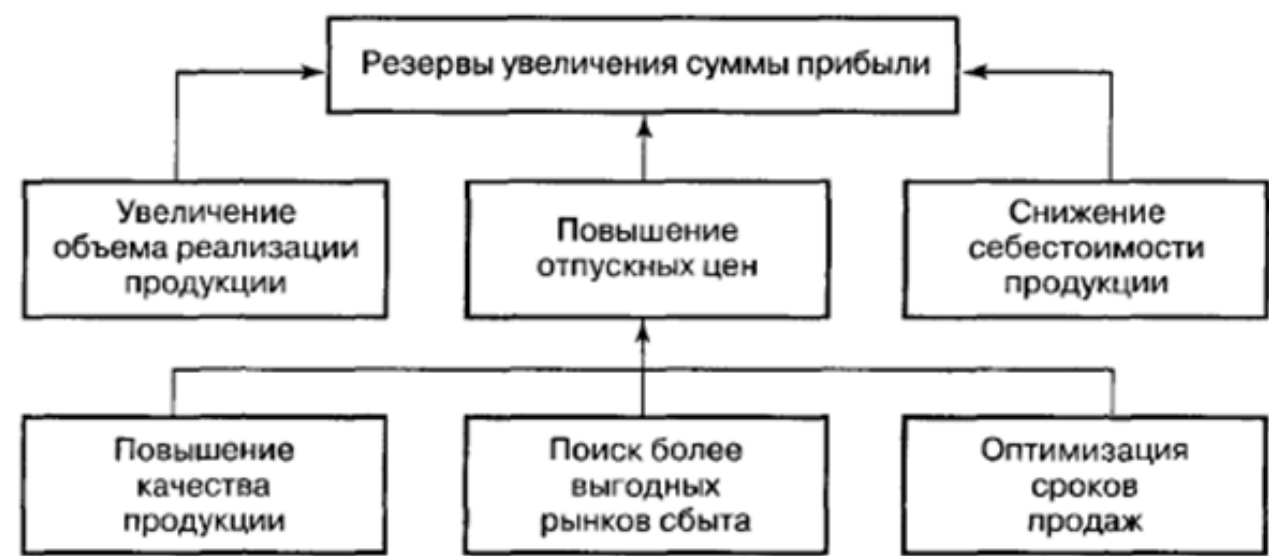 Резервы увеличения суммы прибыли
Увеличение
объема реализации
продукции
Повышение
отпускных цен
Снижение
себестоимости
продукции
Повышение
качества
продукции
Поиск более
выгодных
рынков сбыта
Оптимизация
сроков
продаж